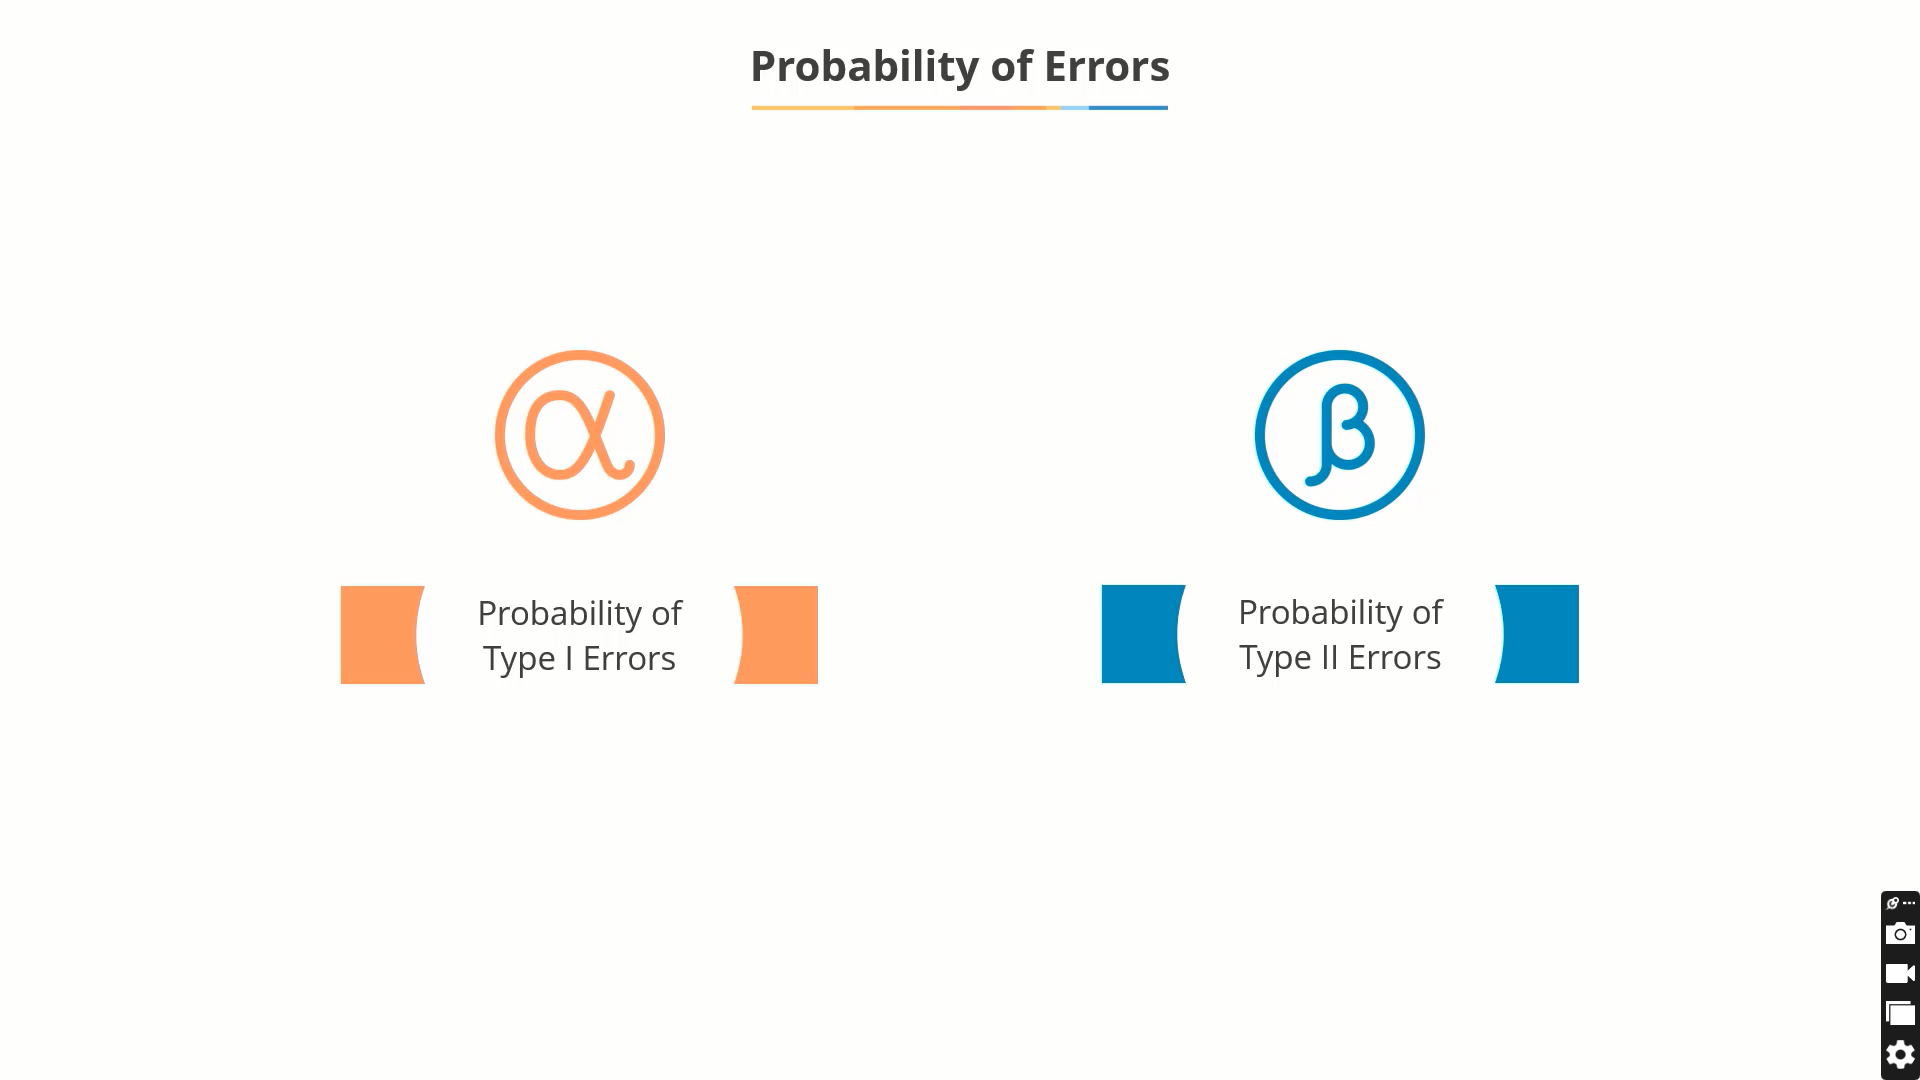 Probability of Errors
α
β
Probability of
Type I Errors
Probability of
Type II Errors